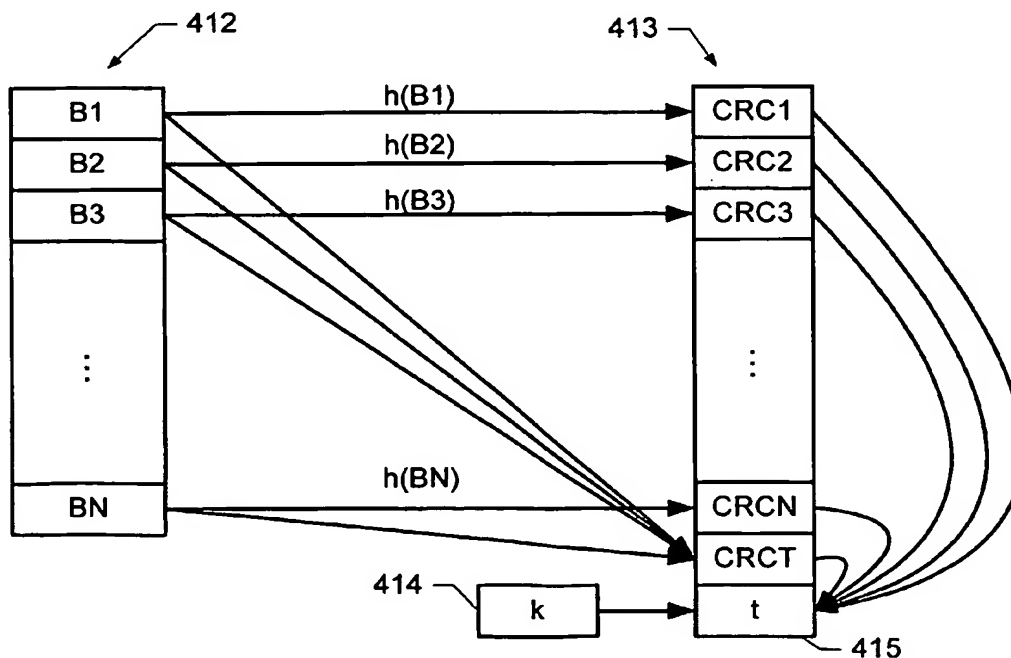 412
413
B1
h(B1)
CRC1
B2
h(B2)
CRC2
B3
h(B3)
CRC3
...
...
BN
h(BN)
CRCN
CRCT
414
k
t
415